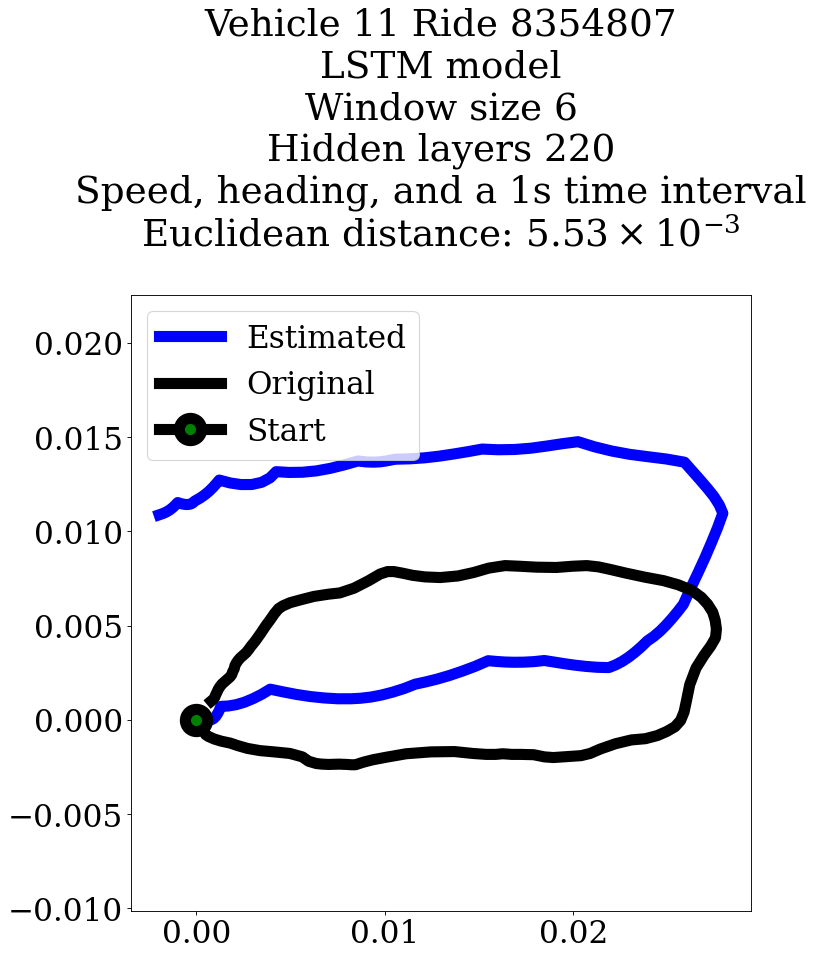 Vehicle 11 Ride 8354807
LSTM model
Window size 6
Hidden layers 220
Speed, heading, and a 1s time interval
Euclidean distance: 5.53 × 10⁻³
Estimated
Original
Start
0.020
0.015
0.010
0.005
0.000
−0.005
−0.010
0.00 0.01 0.02